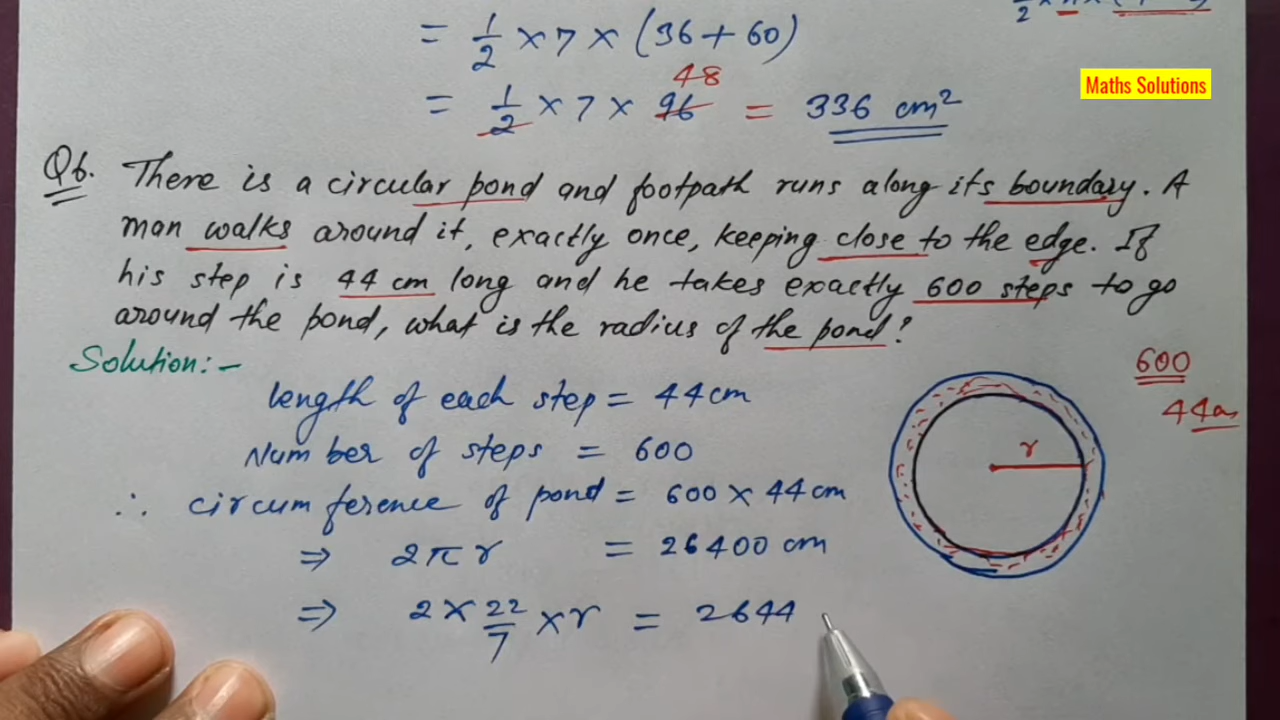 = 1/2 × 7 × (36 + 60)
48
= 1/2 × 7 × 96 = 336 cm²
Maths Solutions
Q6. There is a circular pond and footpath runs along its boundary. A
man walks around it, exactly once, keeping close to the edge. If
his step is 44 cm long and he takes exactly 600 steps to go
around the pond, what is the radius of the pond?
Solution:-
length of each step = 44 cm
Number of steps = 600
∴ circumference of pond = 600 × 44 cm
⇒ 2πr = 26400 cm
⇒ 2 × 22/7 × r = 2644
r
600
44 cm